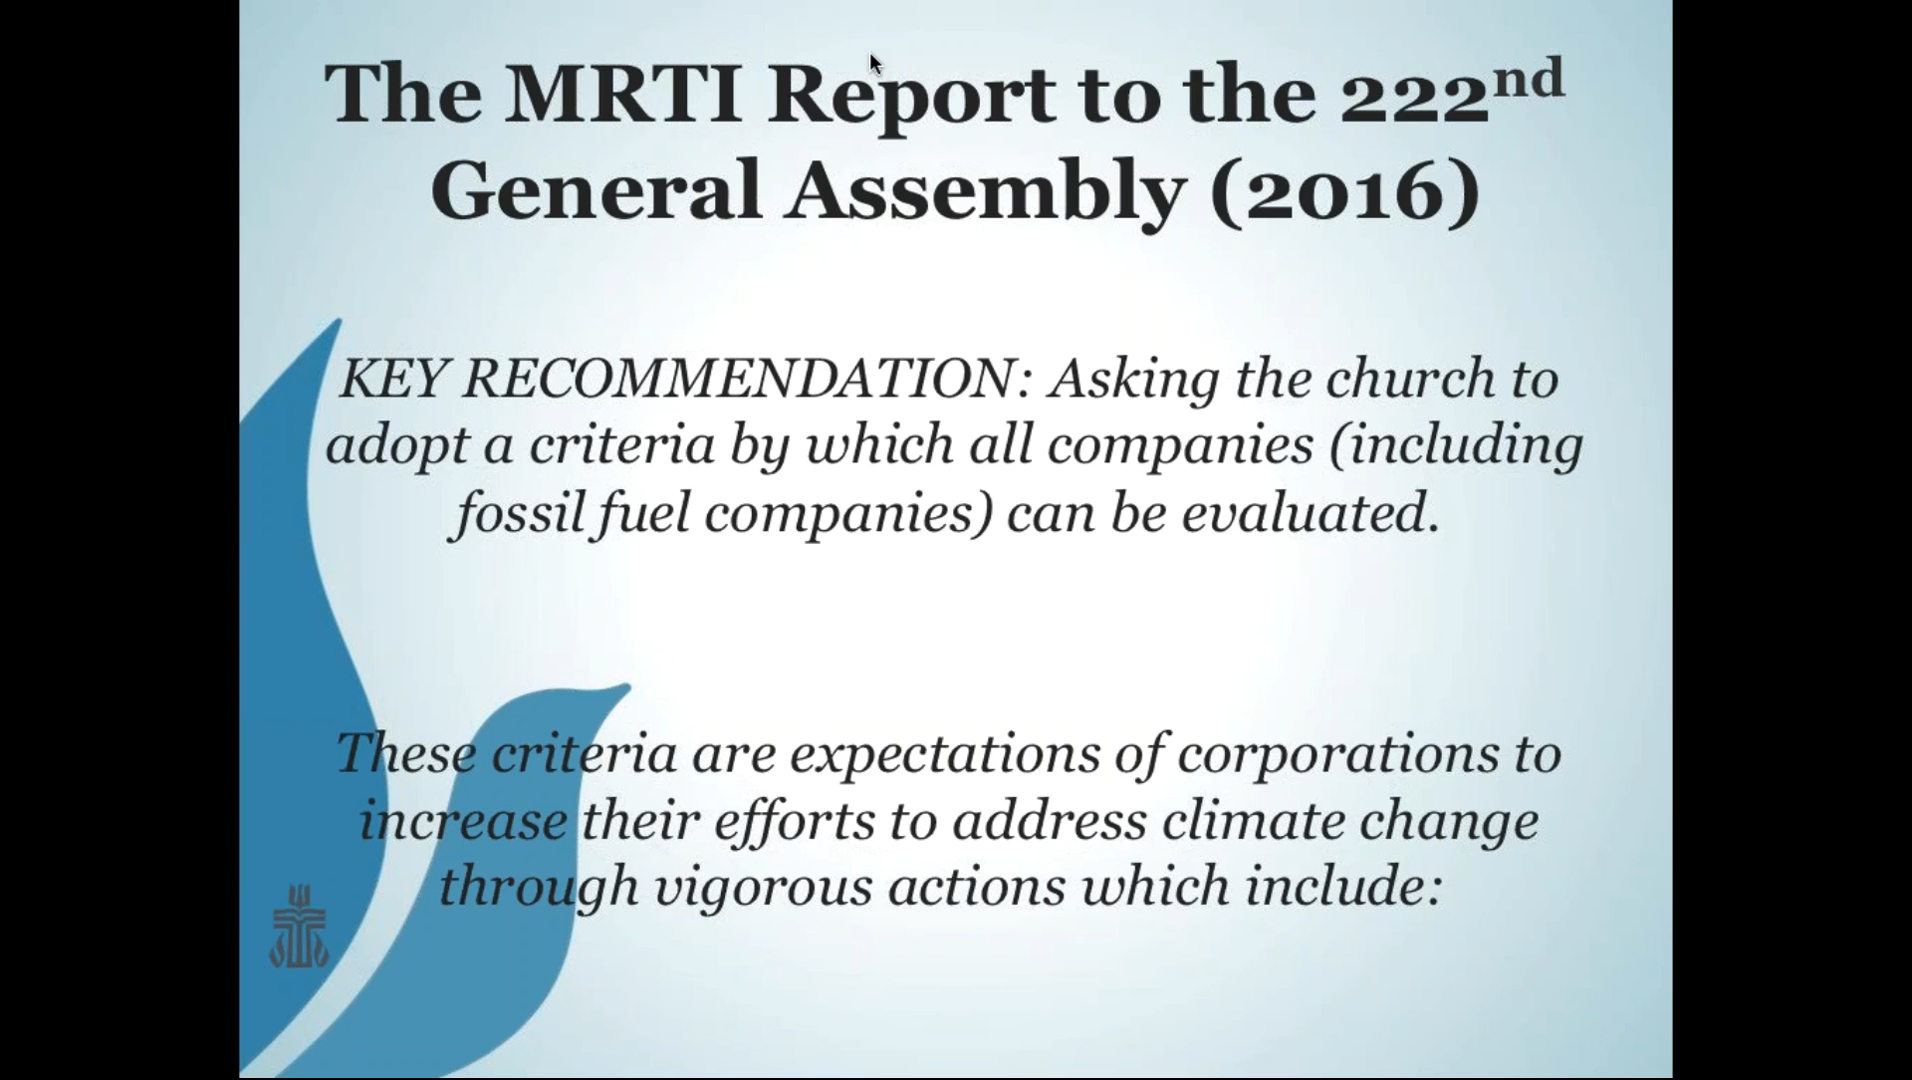 The MRTI Report to the 222nd
General Assembly (2016)
KEY RECOMMENDATION: Asking the church to
adopt a criteria by which all companies (including
fossil fuel companies) can be evaluated.
These criteria are expectations of corporations to
increase their efforts to address climate change
through vigorous actions which include: